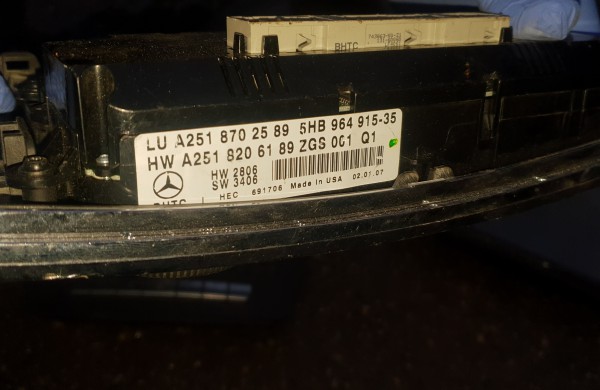 BHTC
LU A251 870 25 89 5HB 964 915-35
HW A251 820 61 89 ZGS 001 Q1
HW 2806
SW 3406
HEC 691706 Made in USA 02.01.07
BHTC